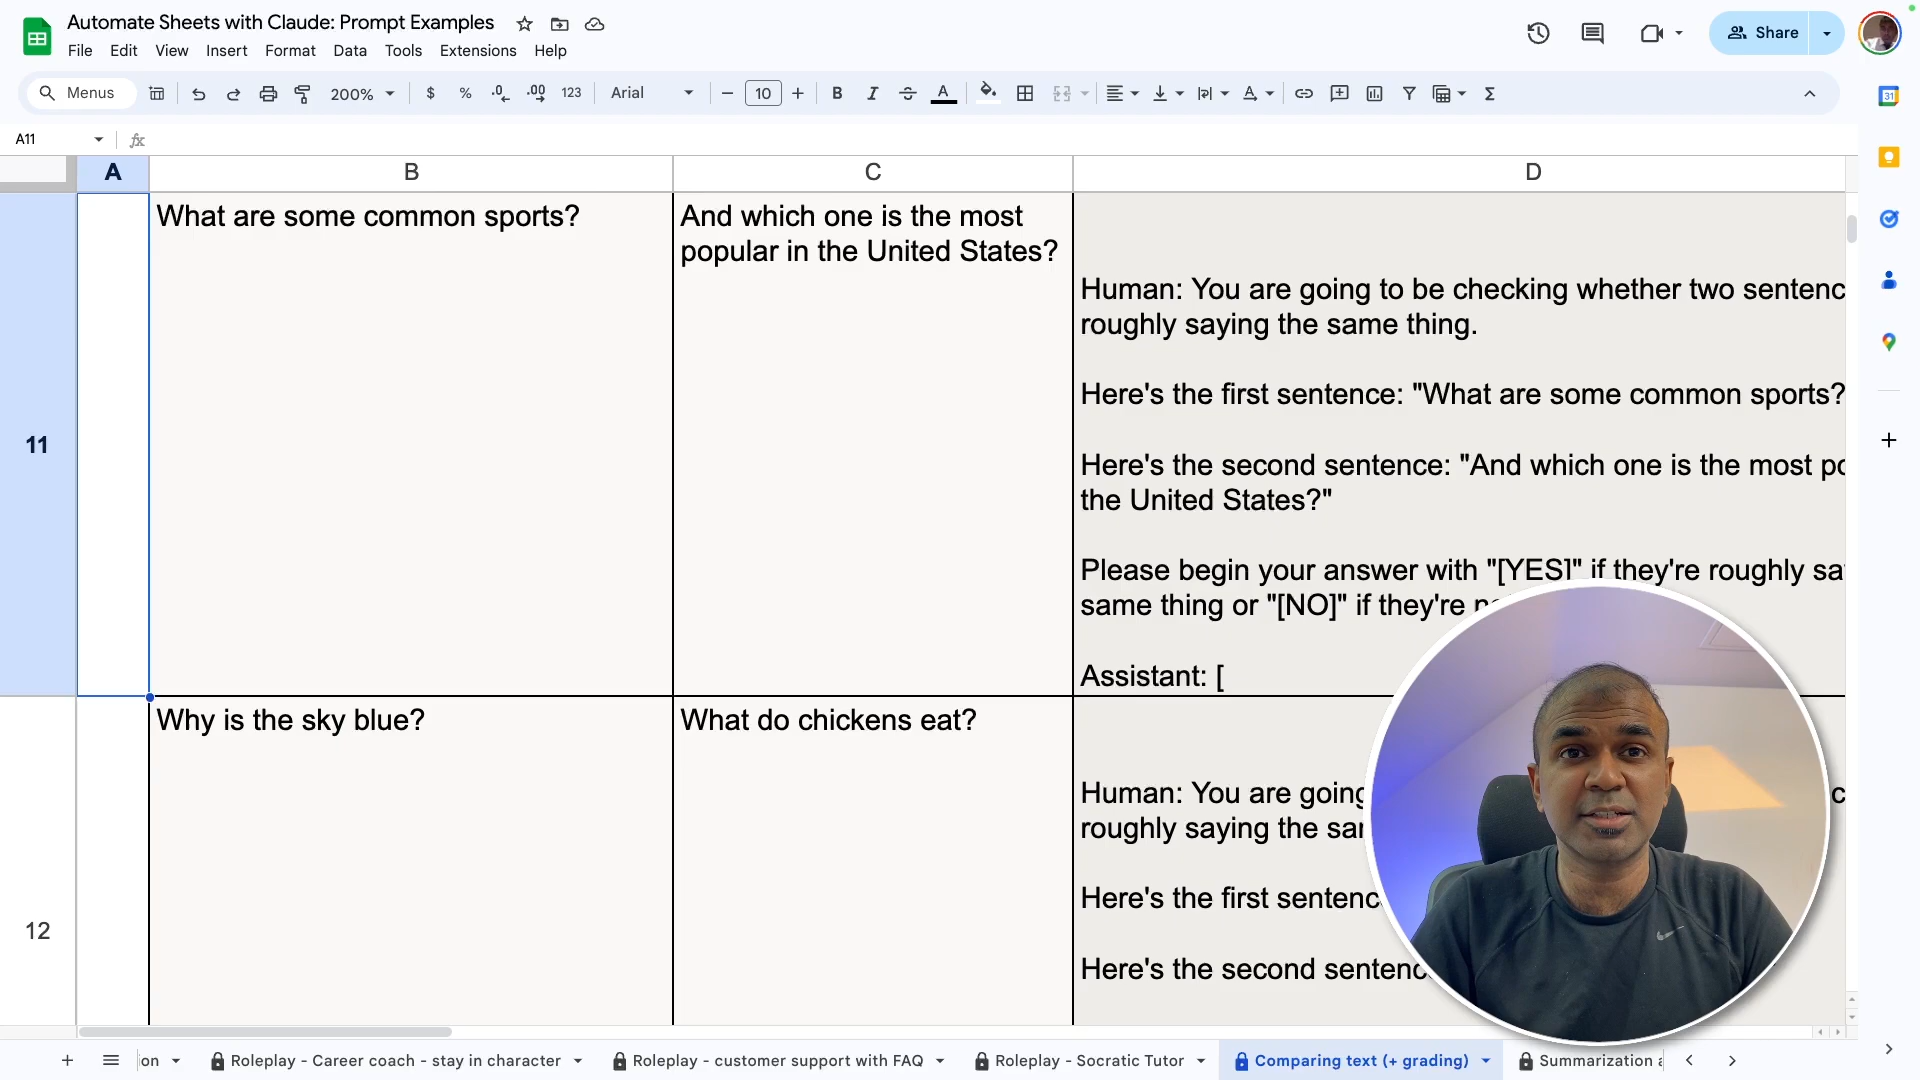 Automate Sheets with Claude: Prompt Examples
File Edit View Insert Format Data Tools Extensions Help
Share
Menus 200% $ % .0 .00 123 Arial 10 B I A
A11
A B C D
11
What are some common sports?
And which one is the most
popular in the United States?
Human: You are going to be checking whether two sentenc
roughly saying the same thing.
Here's the first sentence: "What are some common sports?
Here's the second sentence: "And which one is the most po
the United States?"
Please begin your answer with "[YES]" if they're roughly sa
same thing or "[NO]" if they're
Assistant: [
12
Why is the sky blue?
What do chickens eat?
Human: You are going
roughly saying the
Here's the first sentenc
Here's the second sentenc
on Roleplay - Career coach - stay in character Roleplay - customer support with FAQ Roleplay - Socratic Tutor Comparing text (+ grading) Summarization